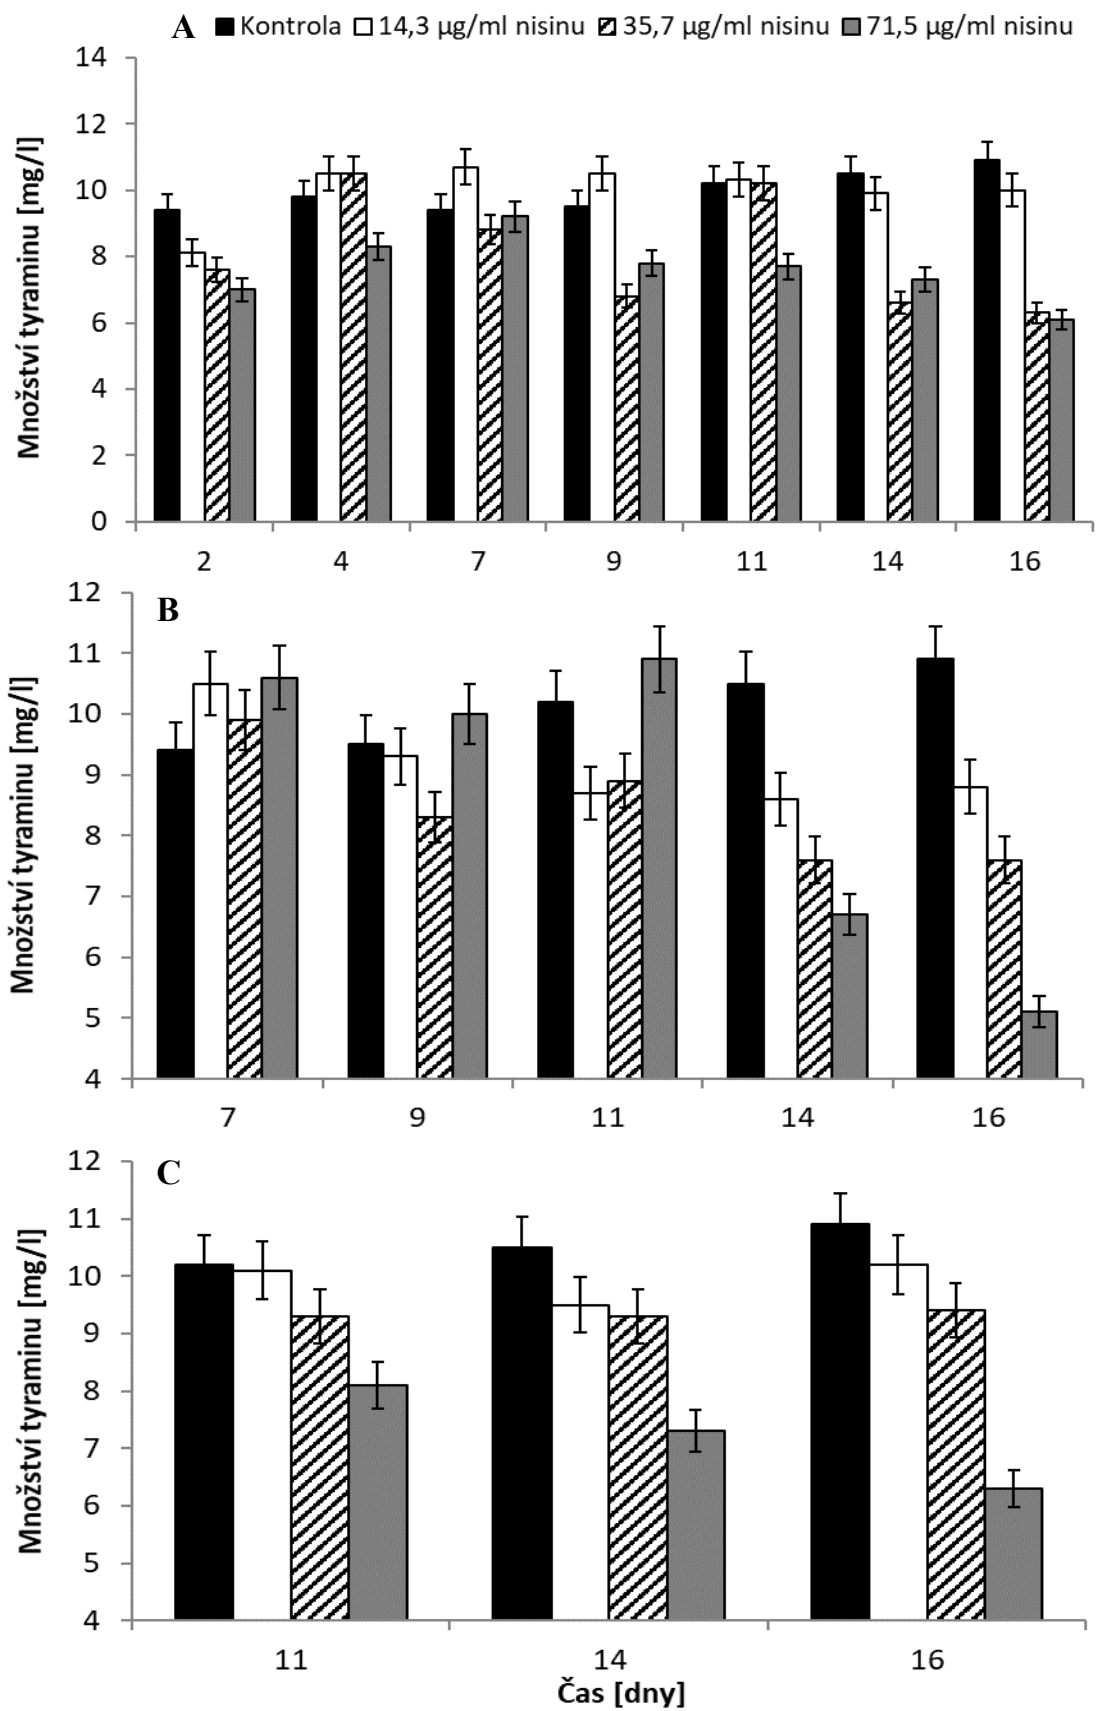 A Kontrola 14,3 µg/ml nisinu 35,7 µg/ml nisinu 71,5 µg/ml nisinu
Množství tyraminu [mg/l]
14
12
10
8
6
4
2
0
2 4 7 9 11 14 16
B
Množství tyraminu [mg/l]
12
11
10
9
8
7
6
5
4
7 9 11 14 16
C
Množství tyraminu [mg/l]
12
11
10
9
8
7
6
5
4
11 14 16
Čas [dny]